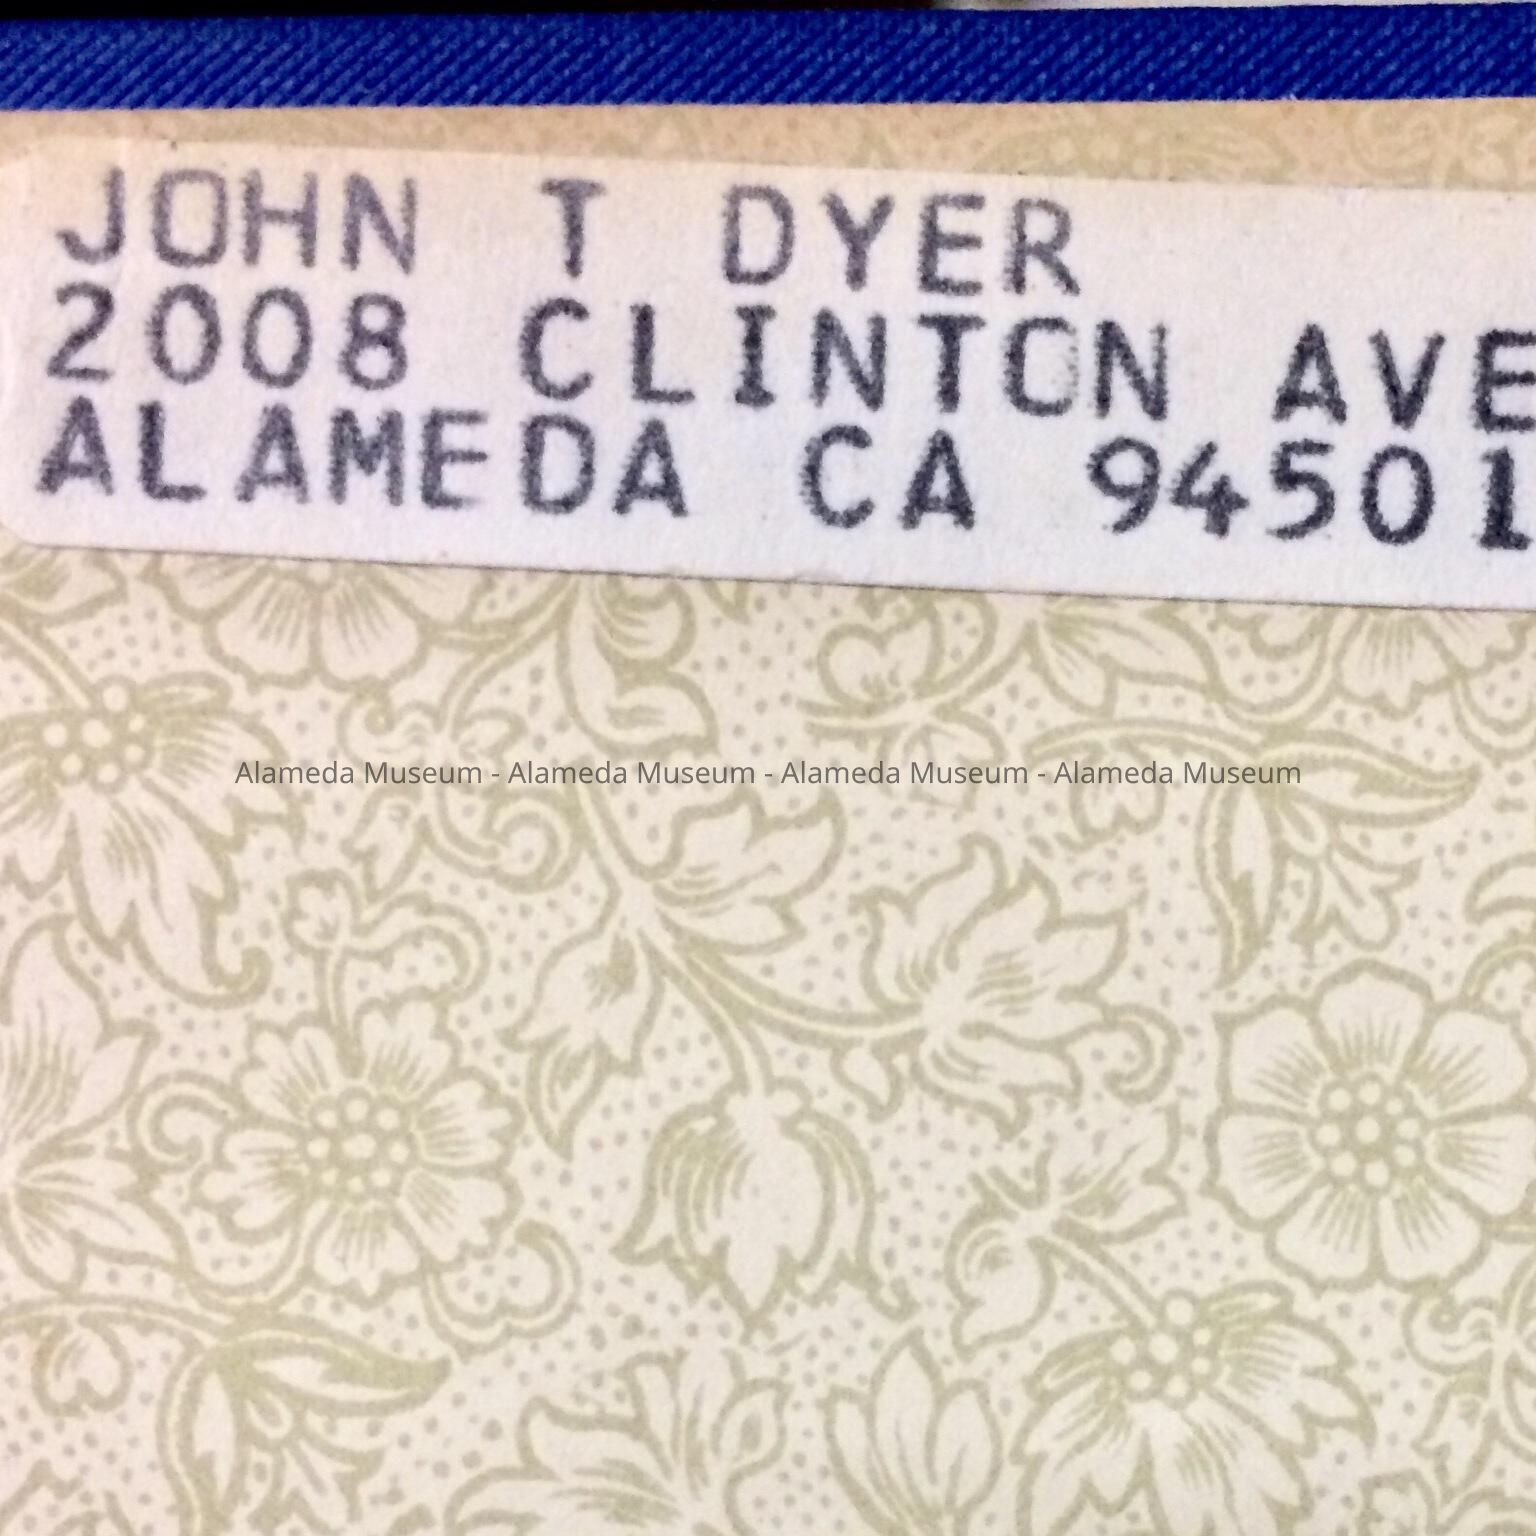 JOHN T DYER
2008 CLINTON AVE
ALAMEDA CA 94501
Alameda Museum - Alameda Museum - Alameda Museum - Alameda Museum